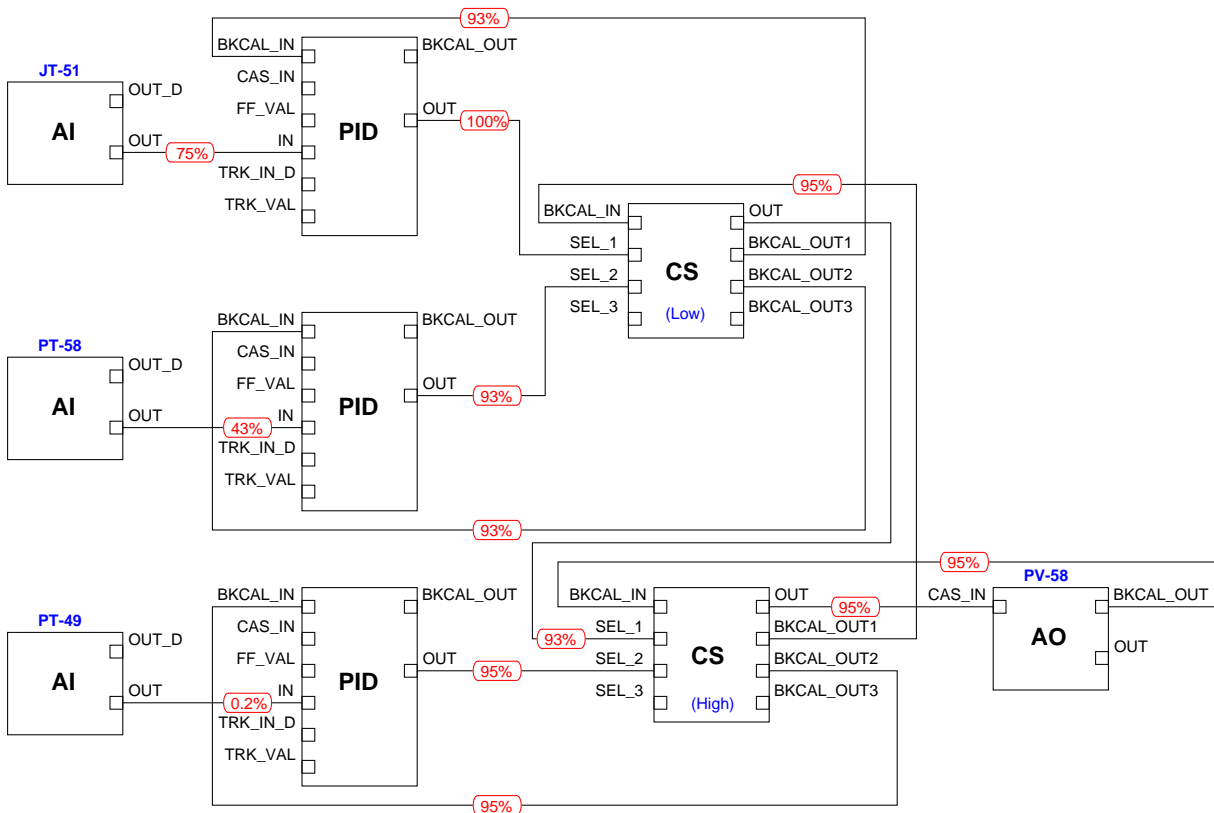 93%
BKCAL_IN
BKCAL_OUT
JT-51
CAS_IN
OUT_D
FF_VAL
OUT
AI
PID
OUT
IN
75%
100%
TRK_IN_D
TRK_VAL
95%
BKCAL_IN
OUT
SEL_1
BKCAL_OUT1
CS
SEL_2
BKCAL_OUT2
SEL_3
(Low)
BKCAL_OUT3
BKCAL_IN
BKCAL_OUT
PT-58
CAS_IN
OUT_D
FF_VAL
OUT
93%
AI
PID
OUT
IN
43%
TRK_IN_D
TRK_VAL
93%
95%
PV-58
BKCAL_IN
BKCAL_OUT
BKCAL_IN
OUT
95%
CAS_IN
BKCAL_OUT
PT-49
CAS_IN
SEL_1
93%
BKCAL_OUT1
OUT_D
FF_VAL
OUT
95%
SEL_2
CS
BKCAL_OUT2
AO
OUT
AI
PID
OUT
IN
0.2%
SEL_3
(High)
BKCAL_OUT3
TRK_IN_D
TRK_VAL
95%